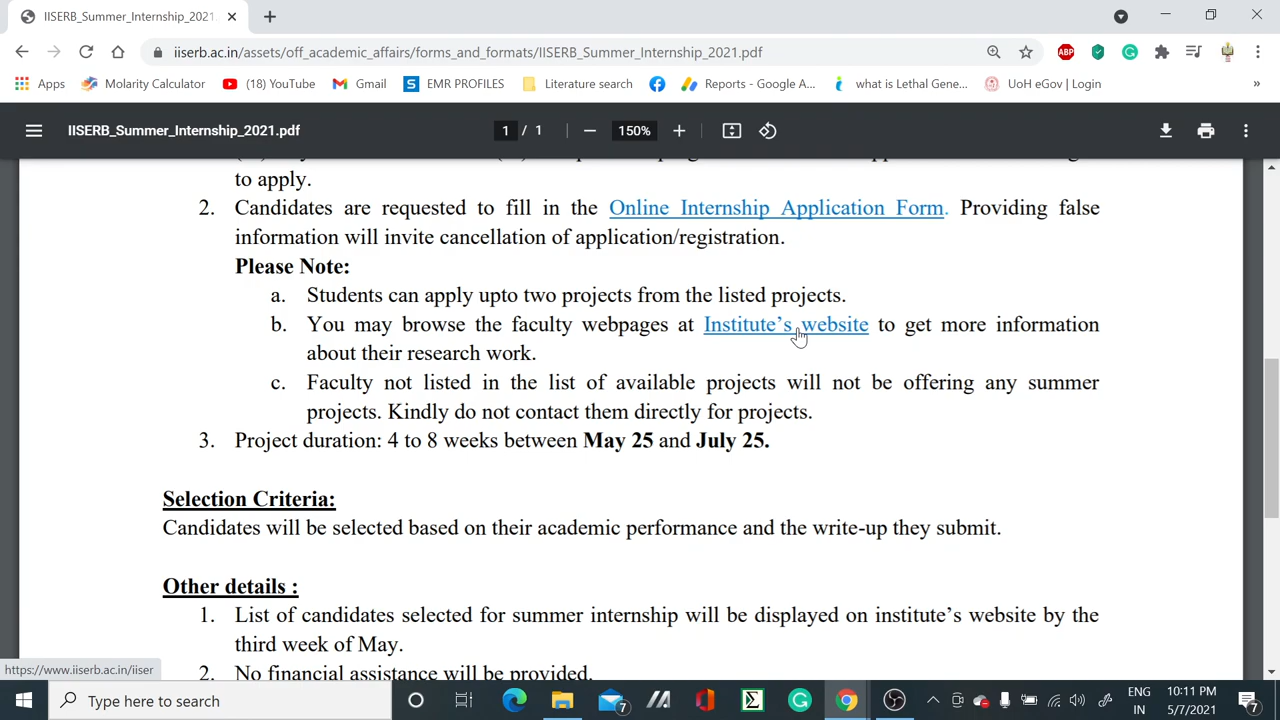 IISERB_Summer_Internship_2021.
iiserb.ac.in/assets/off_academic_affairs/forms_and_formats/IISERB_Summer_Internship_2021.pdf
ABP
Apps Molarity Calculator (18) YouTube Gmail S EMR PROFILES Literature search Reports - Google A... what is Lethal Gene... UoH eGov | Login »
IISERB_Summer_Internship_2021.pdf 1 / 1 150%
to apply.
2. Candidates are requested to fill in the Online Internship Application Form. Providing false
information will invite cancellation of application/registration.
Please Note:
a. Students can apply upto two projects from the listed projects.
b. You may browse the faculty webpages at Institute's website to get more information
about their research work.
c. Faculty not listed in the list of available projects will not be offering any summer
projects. Kindly do not contact them directly for projects.
3. Project duration: 4 to 8 weeks between May 25 and July 25.
Selection Criteria:
Candidates will be selected based on their academic performance and the write-up they submit.
Other details :
1. List of candidates selected for summer internship will be displayed on institute's website by the
third week of May.
https://www.iiserb.ac.in/iiser
2. No financial assistance will be provided.
Type here to search
7
ENG
IN
10:11 PM
5/7/2021
7